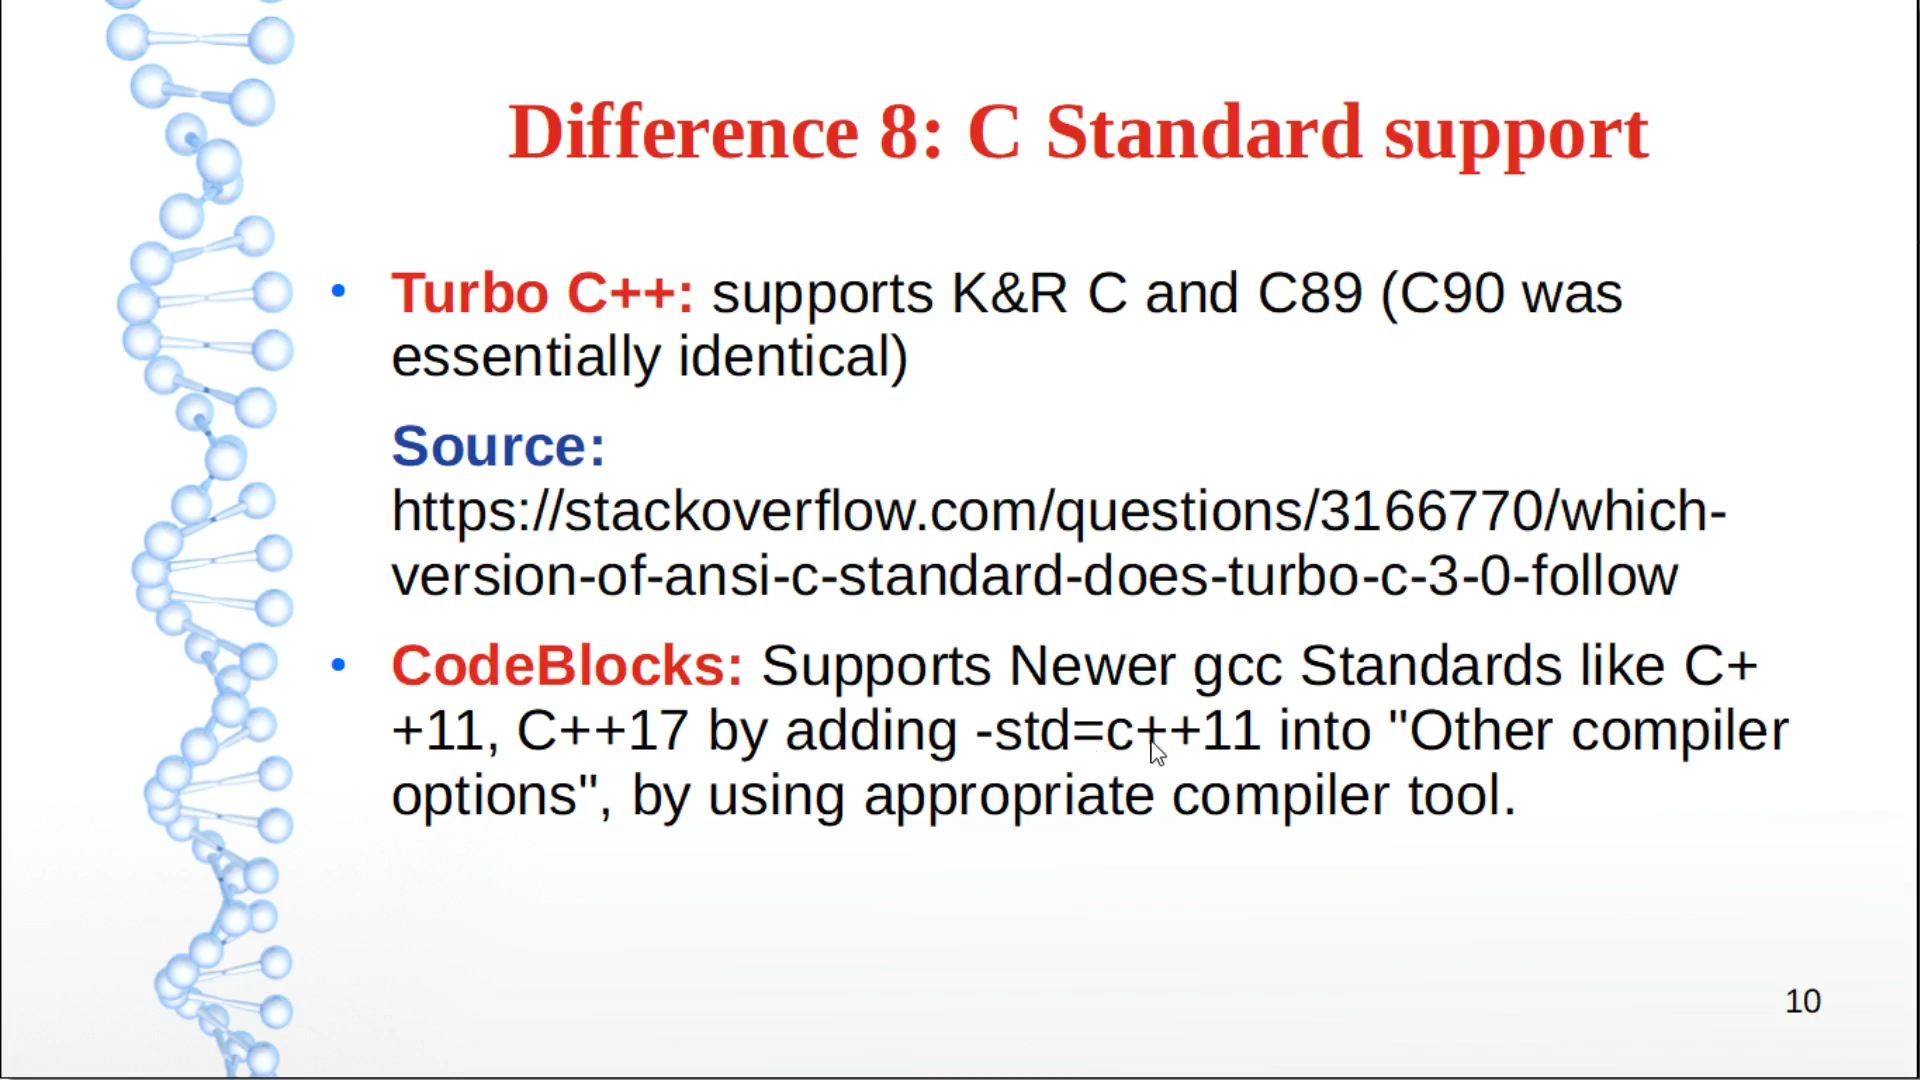 Difference 8: C Standard support
• Turbo C++: supports K&R C and C89 (C90 was
essentially identical)
Source:
https://stackoverflow.com/questions/3166770/which-
version-of-ansi-c-standard-does-turbo-c-3-0-follow
• CodeBlocks: Supports Newer gcc Standards like C+
+11, C++17 by adding -std=c++11 into "Other compiler
options", by using appropriate compiler tool.
10